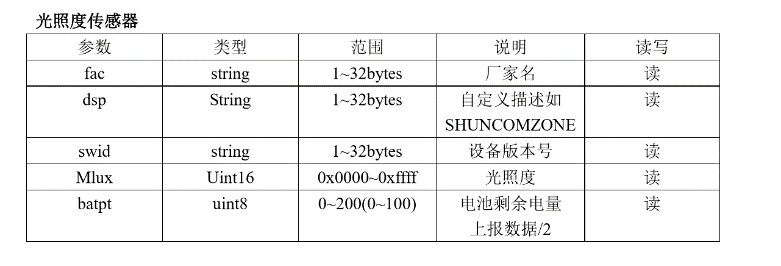 光照度传感器
参数 类型 范围 说明 读写
fac string 1~32bytes 厂家名 读
dsp String 1~32bytes 自定义描述如 读
SHUNCOMZONE
swid string 1~32bytes 设备版本号 读
Mlux Uint16 0x0000~0xffff 光照度 读
batpt uint8 0~200(0~100) 电池剩余电量 读
上报数据/2